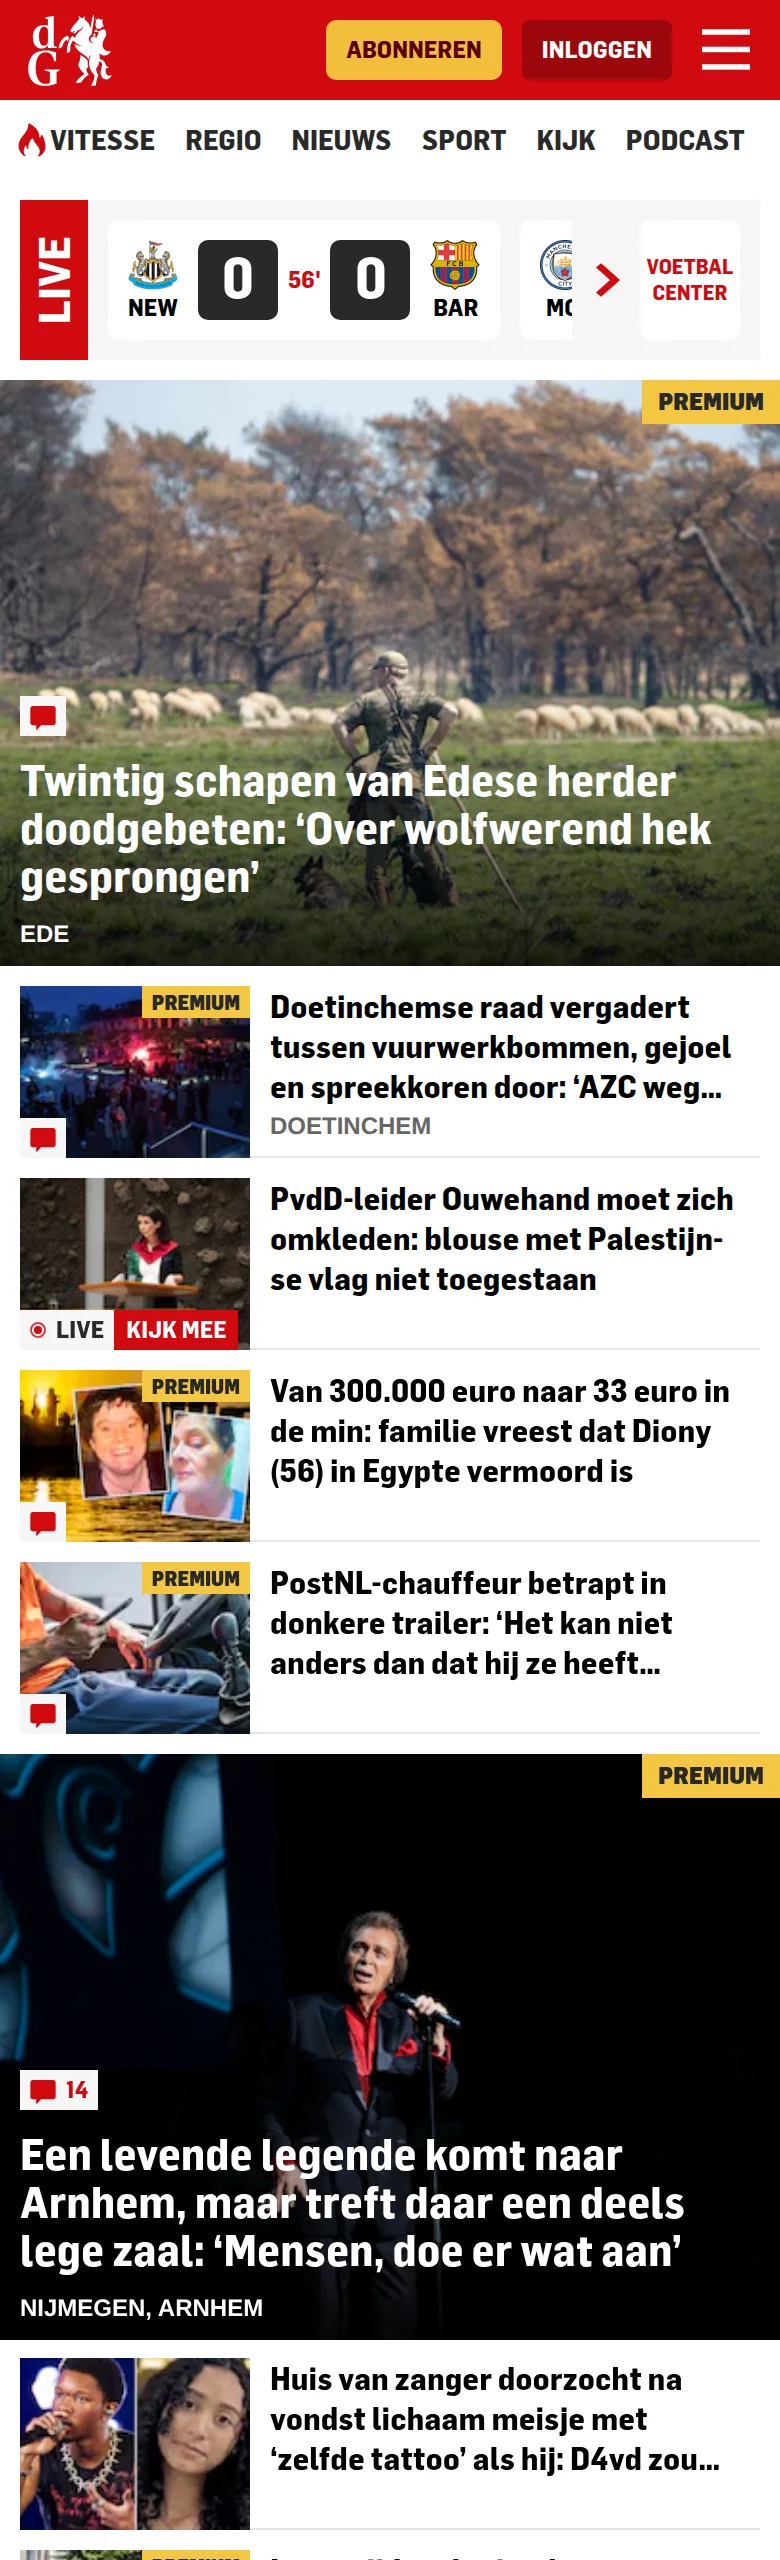 dG
ABONNEREN
INLOGGEN
VITESSE
REGIO
NIEUWS
SPORT
KIJK
PODCAST
LIVE
NEW
0
56'
0
BAR
FCB
MANCHES
CITY
MC
VOETBAL
CENTER
PREMIUM
Twintig schapen van Edese herder
doodgebeten: ‘Over wolfwerend hek
gesprongen’
EDE
PREMIUM
Doetinchemse raad vergadert
tussen vuurwerkbommen, gejoel
en spreekkoren door: ‘AZC weg...
DOETINCHEM
PvdD-leider Ouwehand moet zich
omkleden: blouse met Palestijn-
se vlag niet toegestaan
LIVE
KIJK MEE
PREMIUM
Van 300.000 euro naar 33 euro in
de min: familie vreest dat Diony
(56) in Egypte vermoord is
PREMIUM
PostNL-chauffeur betrapt in
donkere trailer: ‘Het kan niet
anders dan dat hij ze heeft...
PREMIUM
14
Een levende legende komt naar
Arnhem, maar treft daar een deels
lege zaal: ‘Mensen, doe er wat aan’
NIJMEGEN, ARNHEM
Huis van zanger doorzocht na
vondst lichaam meisje met
‘zelfde tattoo’ als hij: D4vd zou...